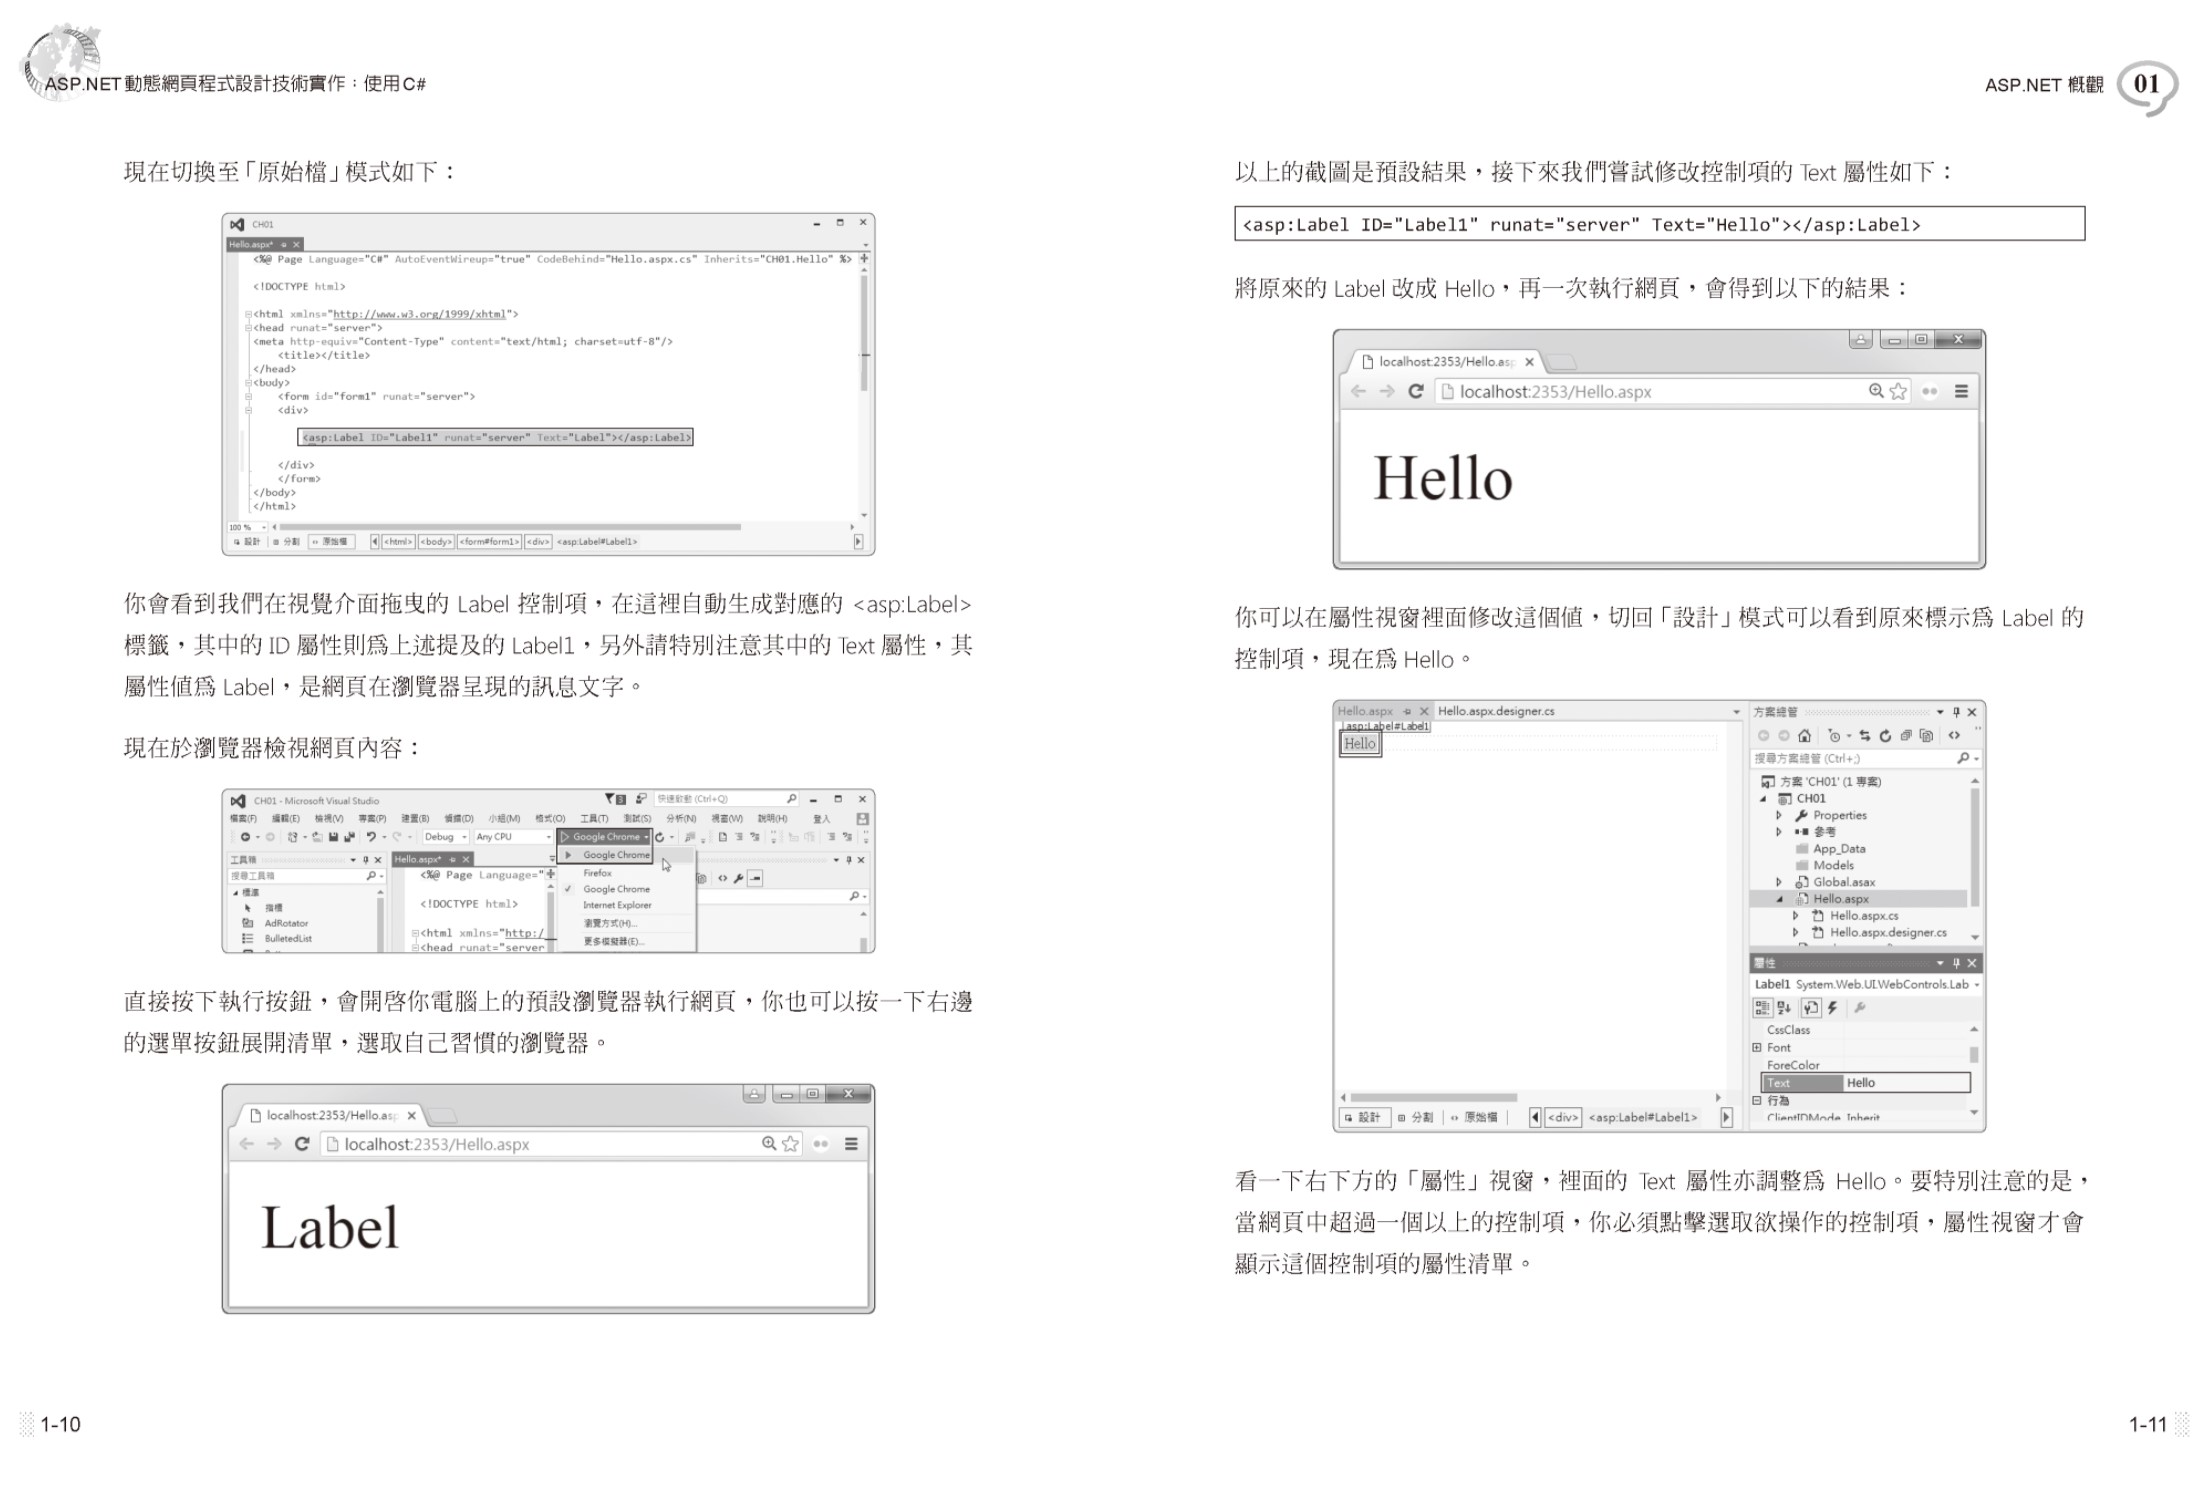 ASP.NET 動態網頁程式設計技術實作：使用C#
現在切換至「原始檔」模式如下：
CH01
Hello.aspx*
<%@ Page Language="C#" AutoEventWireup="true" CodeBehind="Hello.aspx.cs" Inherits="CH01.Hello" %>
<!DOCTYPE html>
<html xmlns="http://www.w3.org/1999/xhtml">
<head runat="server">
<meta http-equiv="Content-Type" content="text/html; charset=utf-8"/>
<title></title>
</head>
<body>
<form id="form1" runat="server">
<div>
<asp:Label ID="Label1" runat="server" Text="Label"></asp:Label>
</div>
</form>
</body>
</html>
100 %
設計 分割 原始檔 <html> <body> <form#form1> <div> <asp:Label#Label1>
你會看到我們在視覺介面拖曳的 Label 控制項，在這裡自動生成對應的 <asp:Label>
標籤，其中的 ID 屬性則為上述提及的 Label1，另外請特別注意其中的 Text 屬性，其
屬性值為 Label，是網頁在瀏覽器呈現的訊息文字。
現在於瀏覽器檢視網頁內容：
CH01 - Microsoft Visual Studio 3 快速啟動 (Ctrl+Q)
檔案(F) 編輯(E) 檢視(V) 專案(P) 建置(B) 偵錯(D) 小組(M) 格式(O) 工具(T) 測試(S) 分析(N) 視窗(W) 說明(H) 登入
Debug Any CPU Google Chrome
工具箱 Hello.aspx* Google Chrome
搜尋工具箱 <%@ Page Language=" Firefox
標準 Google Chrome
指標 <!DOCTYPE html> Internet Explorer
AdRotator 瀏覽方式(H)...
BulletedList <html xmlns="http:/ 更多模擬器(E)...
<head runat="server
直接按下執行按鈕，會開啓你電腦上的預設瀏覽器執行網頁，你也可以按一下右邊
的選單按鈕展開清單，選取自己習慣的瀏覽器。
localhost:2353/Hello.asp
localhost:2353/Hello.aspx
Label
1-10
ASP.NET 概觀 01
以上的截圖是預設結果，接下來我們嘗試修改控制項的 Text 屬性如下：
<asp:Label ID="Label1" runat="server" Text="Hello"></asp:Label>
將原來的 Label 改成 Hello，再一次執行網頁，會得到以下的結果：
localhost:2353/Hello.asp
localhost:2353/Hello.aspx
Hello
你可以在屬性視窗裡面修改這個值，切回「設計」模式可以看到原來標示為 Label 的
控制項，現在為 Hello。
Hello.aspx Hello.aspx.designer.cs
asp:Label#Label1
Hello
設計 分割 原始檔 <div> <asp:Label#Label1>
方案總管
搜尋方案總管 (Ctrl+;)
方案 'CH01' (1 專案)
CH01
Properties
參考
App_Data
Models
Global.asax
Hello.aspx
Hello.aspx.cs
Hello.aspx.designer.cs
屬性
Label1 System.Web.UI.WebControls.Lab
CssClass
Font
ForeColor
Text Hello
行為
ClientIDMode Inherit
看一下右下方的「屬性」視窗，裡面的 Text 屬性亦調整為 Hello。要特別注意的是，
當網頁中超過一個以上的控制項，你必須點擊選取欲操作的控制項，屬性視窗才會
顯示這個控制項的屬性清單。
1-11